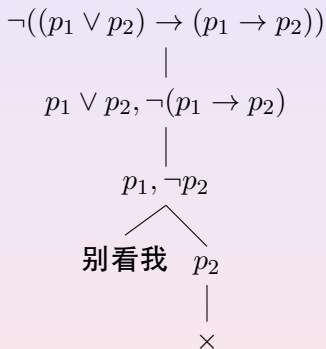 ¬((p₁ ∨ p₂) → (p₁ → p₂))
p₁ ∨ p₂, ¬(p₁ → p₂)
p₁, ¬p₂
别看我 p₂
×